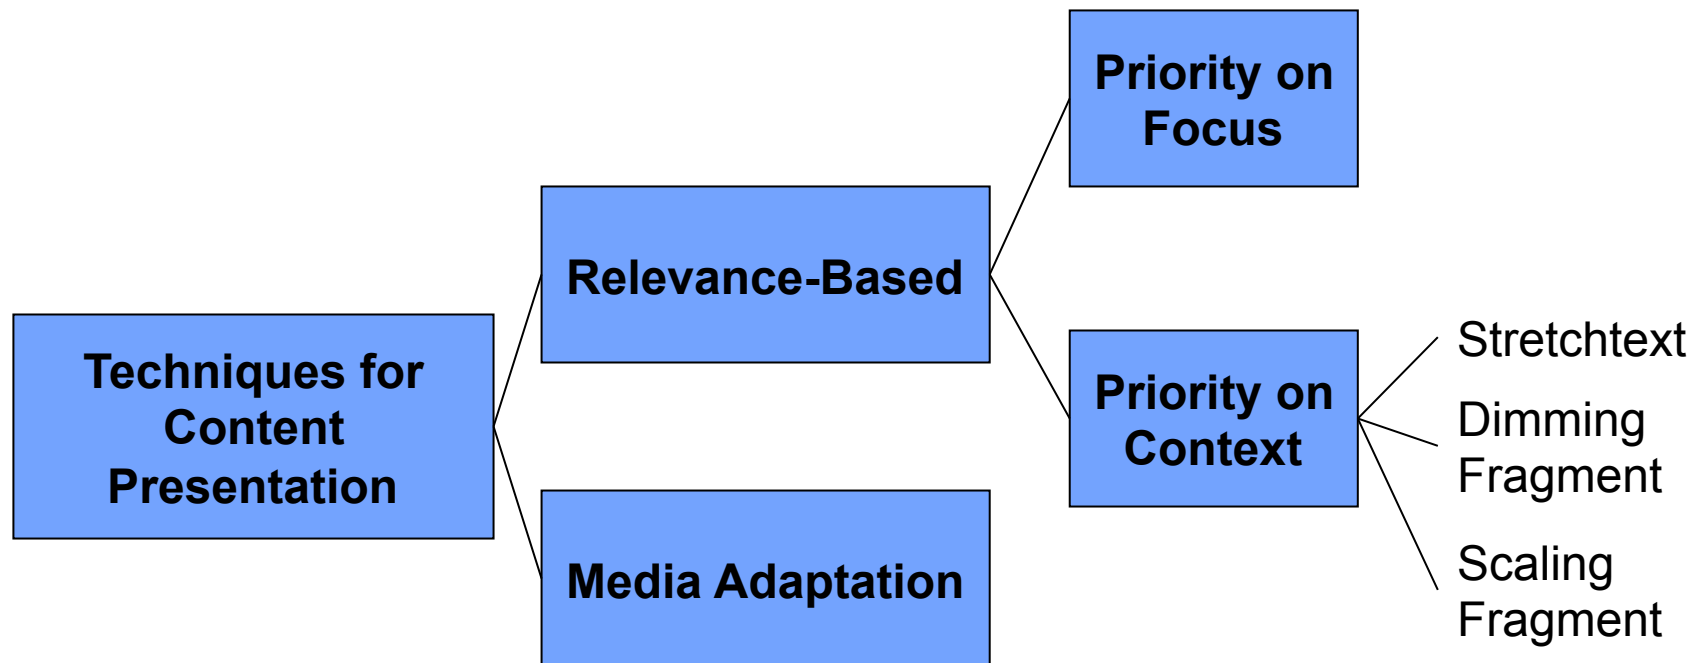 Priority on
Focus
Relevance-Based
Techniques for
Content
Presentation
Priority on
Context
Stretchtext
Dimming
Fragment
Scaling
Fragment
Media Adaptation